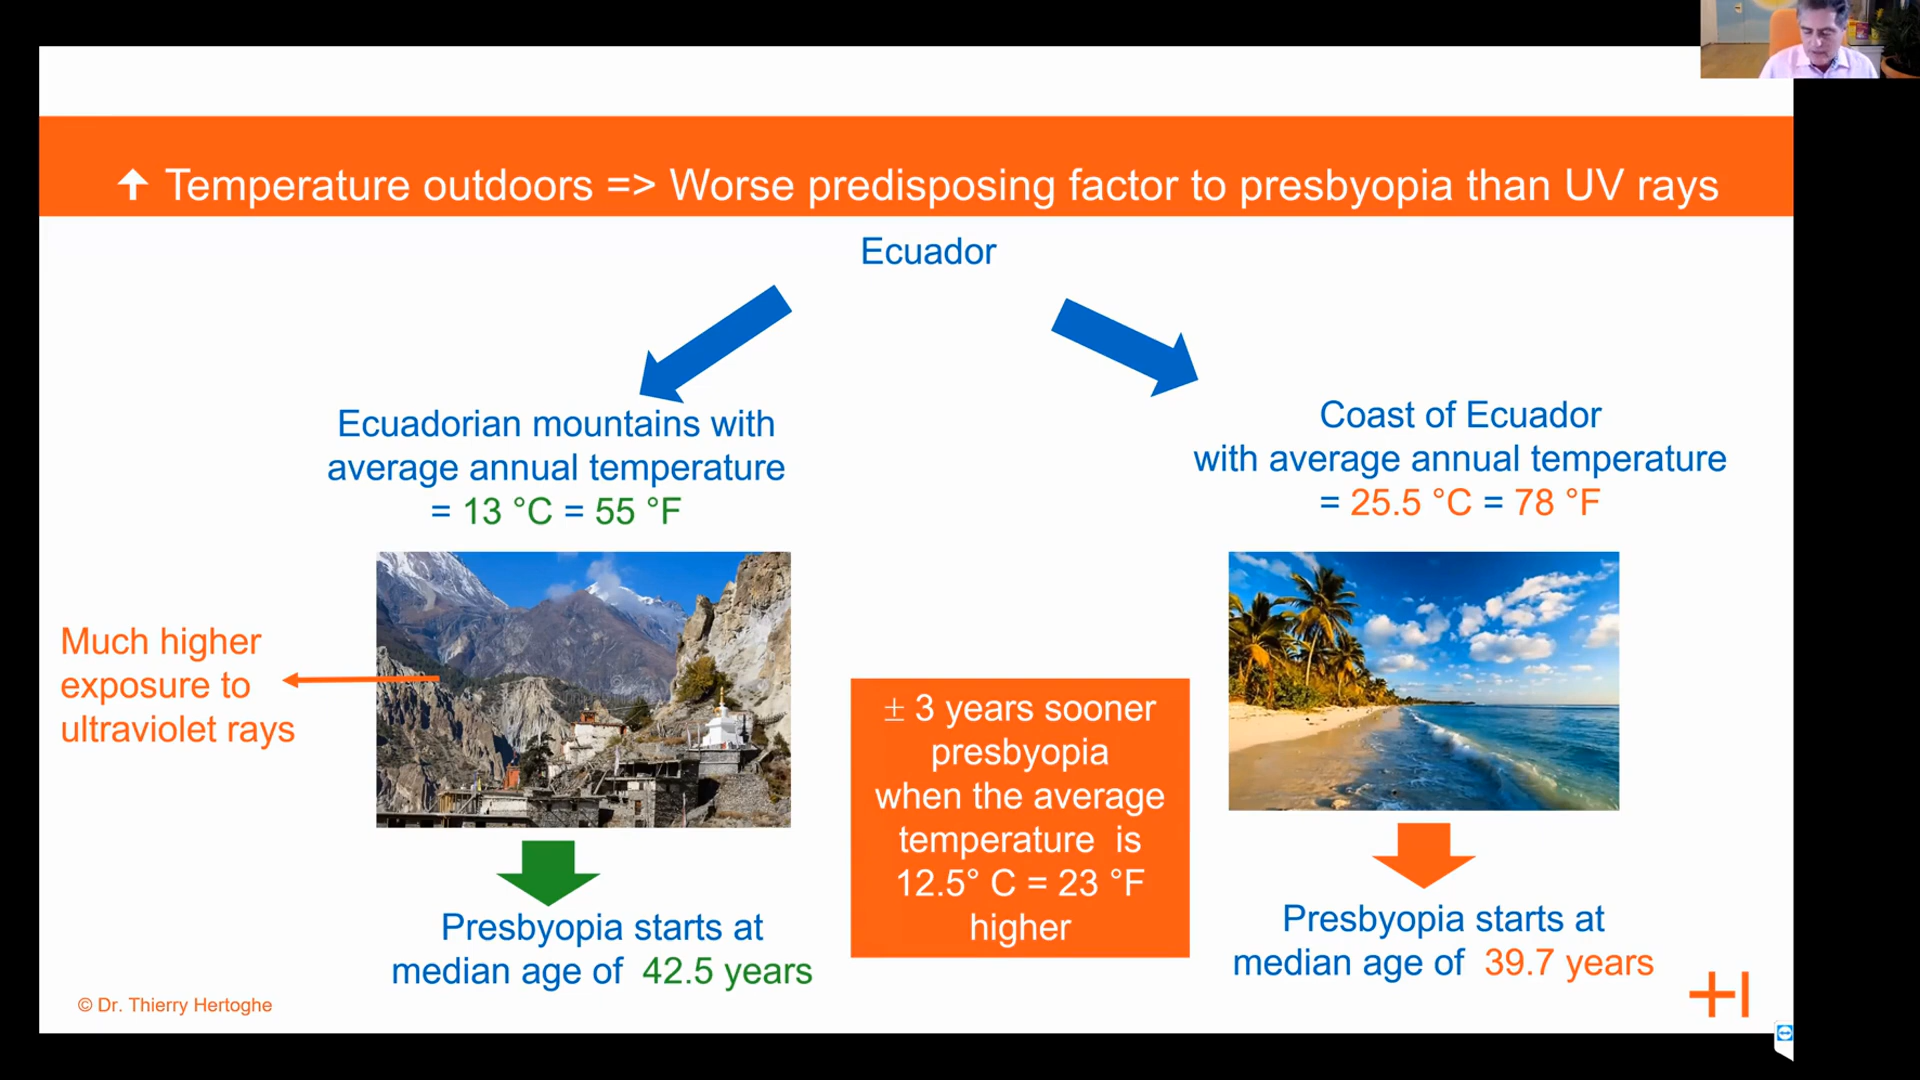 Temperature outdoors => Worse predisposing factor to presbyopia than UV rays
Ecuador
Ecuadorian mountains with
average annual temperature
= 13 °C = 55 °F
Coast of Ecuador
with average annual temperature
= 25.5 °C = 78 °F
Much higher
exposure to
ultraviolet rays
± 3 years sooner
presbyopia
when the average
temperature is
12.5° C = 23 °F
higher
Presbyopia starts at
median age of 42.5 years
Presbyopia starts at
median age of 39.7 years
© Dr. Thierry Hertoghe